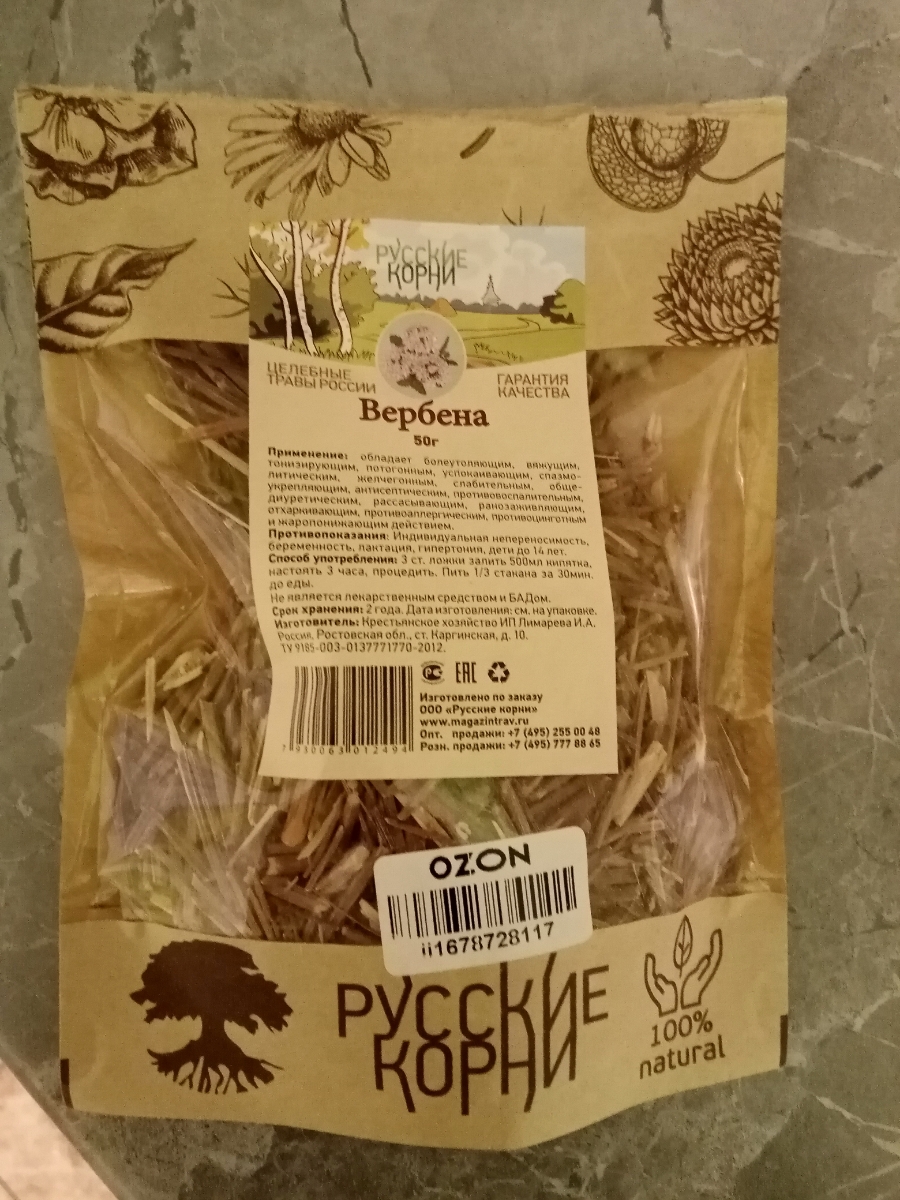 РУССКИЕ
КОРНИ
ЦЕЛЕБНЫЕ
ТРАВЫ РОССИИ
ГАРАНТИЯ
КАЧЕСТВА
Вербена
50г
Применение: обладает болеутоляющим, вяжущим,
тонизирующим, потогонным, успокаивающим, спазмо-
литическим, желчегонным, слабительным, обще-
укрепляющим, антисептическим, противовоспалительным,
диуретическим, рассасывающим, ранозаживляющим,
отхаркивающим, противоаллергическим, противоцинготным
и жаропонижающим действием.
Противопоказания: Индивидуальная непереносимость,
беременность, лактация, гипертония, дети до 14 лет.
Способ употребления: 3 ст. ложки залить 500мл кипятка,
настоять 3 часа, процедить. Пить 1/3 стакана за 30мин.
до еды.
Не является лекарственным средством и БАДом.
Срок хранения: 2 года. Дата изготовления: см. на упаковке.
Изготовитель: Крестьянское хозяйство ИП Лимарева И.А.
Россия, Ростовская обл., ст. Каргинская, д. 10.
ТУ 9185-003-0137771770-2012.
РС ЕАС
Изготовлено по заказу
ООО «Русские корни»
www.magazintrav.ru
Опт. продажи: +7 (495) 255 00 48
Розн. продажи: +7 (495) 777 88 65
7 930063 012494
OZON
ii1678728117
РУССКИЕ
КОРНИ
100%
natural